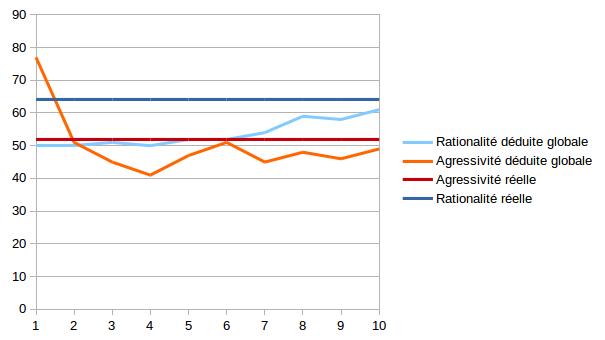 90
80
70
60
50
40
30
20
10
0
1 2 3 4 5 6 7 8 9 10
Rationalité déduite globale
Agressivité déduite globale
Agressivité réelle
Rationalité réelle